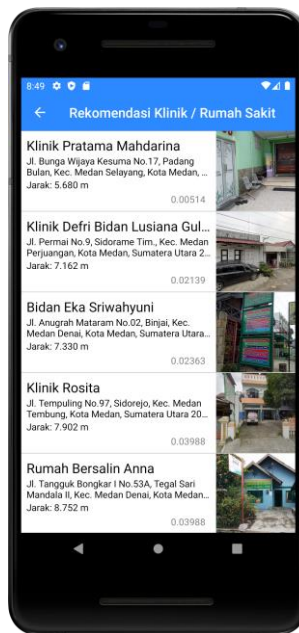 8:49
Rekomendasi Klinik / Rumah Sakit
Klinik Pratama Mahdarina
Jl. Bunga Wijaya Kesuma No.17, Padang
Bulan, Kec. Medan Selayang, Kota Medan, ...
Jarak: 5.680 m
0.00514
Klinik Defri Bidan Lusiana Gul...
Jl. Permai No.9, Sidorame Tim., Kec. Medan
Perjuangan, Kota Medan, Sumatera Utara 2...
Jarak: 7.162 m
0.02139
Bidan Eka Sriwahyuni
Jl. Anugrah Mataram No.02, Binjai, Kec.
Medan Denai, Kota Medan, Sumatera Utara...
Jarak: 7.330 m
0.02363
Klinik Rosita
Jl. Tempuling No.97, Sidorejo, Kec. Medan
Tembung, Kota Medan, Sumatera Utara 20...
Jarak: 7.902 m
0.03988
Rumah Bersalin Anna
Jl. Tangguk Bongkar I No.53A, Tegal Sari
Mandala II, Kec. Medan Denai, Kota Medan...
Jarak: 8.752 m
0.03988